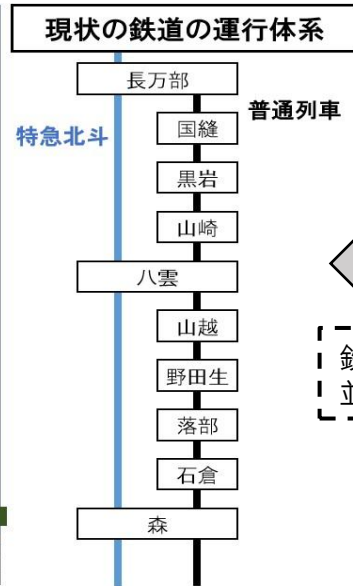 現状の鉄道の運行体系
長万部
普通列車
特急北斗
国縫
黒岩
山崎
八雲
山越
野田生
落部
石倉
森
鉄
並